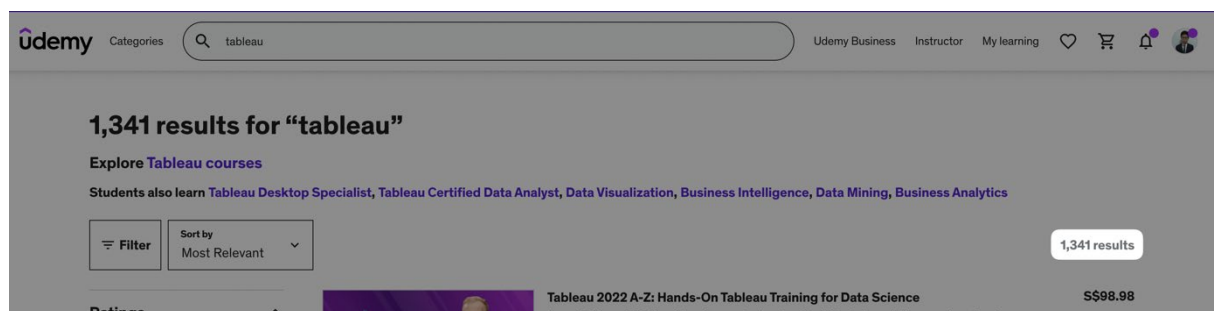 ûdemy Categories tableau Udemy Business Instructor My learning
1,341 results for “tableau”
Explore Tableau courses
Students also learn Tableau Desktop Specialist, Tableau Certified Data Analyst, Data Visualization, Business Intelligence, Data Mining, Business Analytics
Filter
Sort by
Most Relevant
1,341 results
Tableau 2022 A-Z: Hands-On Tableau Training for Data Science S$98.98
Ratings